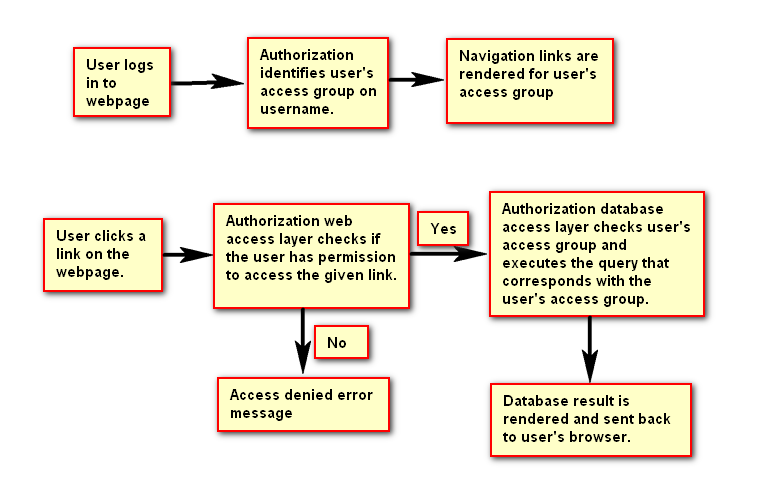 User logs
in to
webpage
Authorization
identifies user's
access group on
username.
Navigation links are
rendered for user's
access group
User clicks a
link on the
webpage.
Authorization web
access layer checks if
the user has permission
to access the given link.
Yes
Authorization database
access layer checks user's
access group and
executes the query that
corresponds with the
user's access group.
No
Access denied error
message
Database result is
rendered and sent back
to user's browser.